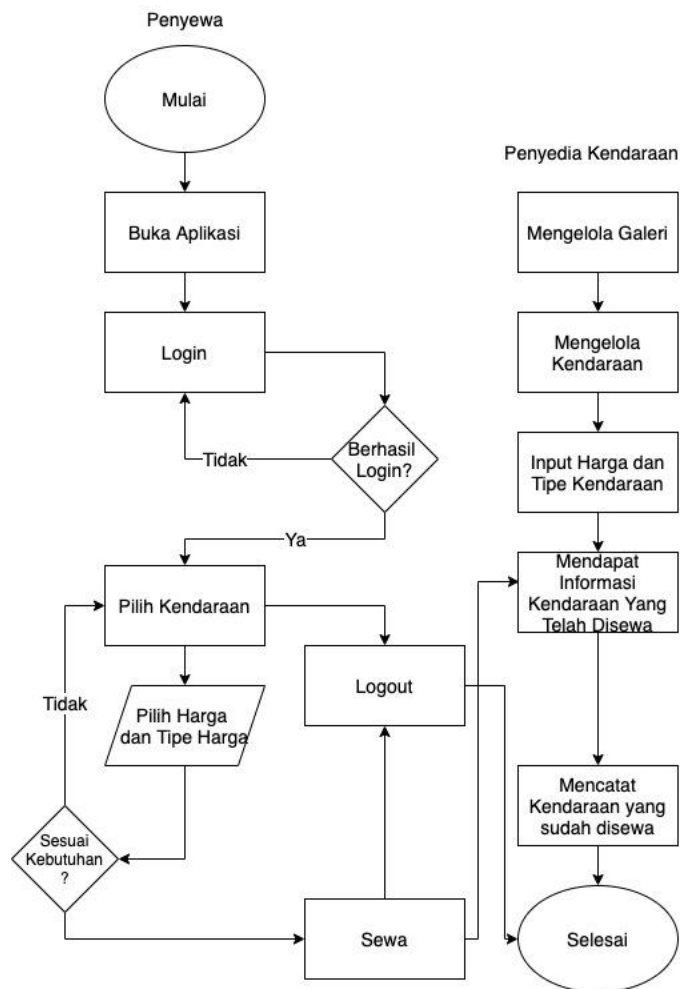 Penyewa
Mulai
Buka Aplikasi
Login
Berhasil
Login?
Tidak
Ya
Pilih Kendaraan
Logout
Tidak
Pilih Harga
dan Tipe Harga
Sesuai
Kebutuhan
?
Sewa
Penyedia Kendaraan
Mengelola Galeri
Mengelola
Kendaraan
Input Harga dan
Tipe Kendaraan
Mendapat
Informasi
Kendaraan Yang
Telah Disewa
Mencatat
Kendaraan yang
sudah disewa
Selesai